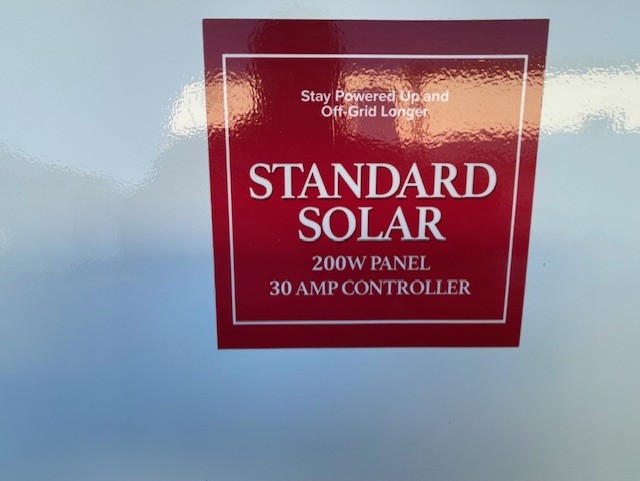 Stay Powered Up and
Off-Grid Longer
STANDARD
SOLAR
200W PANEL
30 AMP CONTROLLER